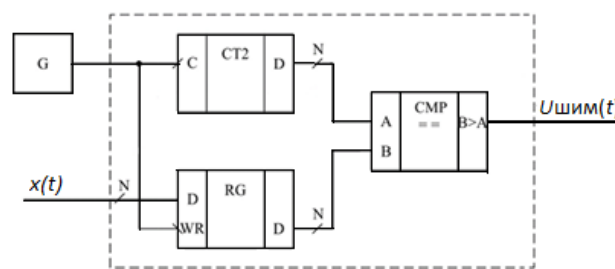 G
C CT2 D
N
A CMP B>A
B ==
Uшим(t)
x(t)
N
D RG
WR D
N